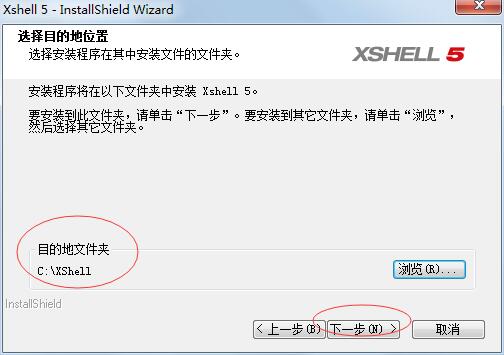 Xshell 5 - InstallShield Wizard
选择目的地位置
选择安装程序在其中安装文件的文件夹。
XSHELL 5
安装程序将在以下文件夹中安装 Xshell 5。
要安装到此文件夹，请单击“下一步”。要安装到其它文件夹，请单击“浏览”，
然后选择其它文件夹。
目的地文件夹
C:\XShell
浏览(R)...
InstallShield
< 上一步(B)
下一步(N) >
取消